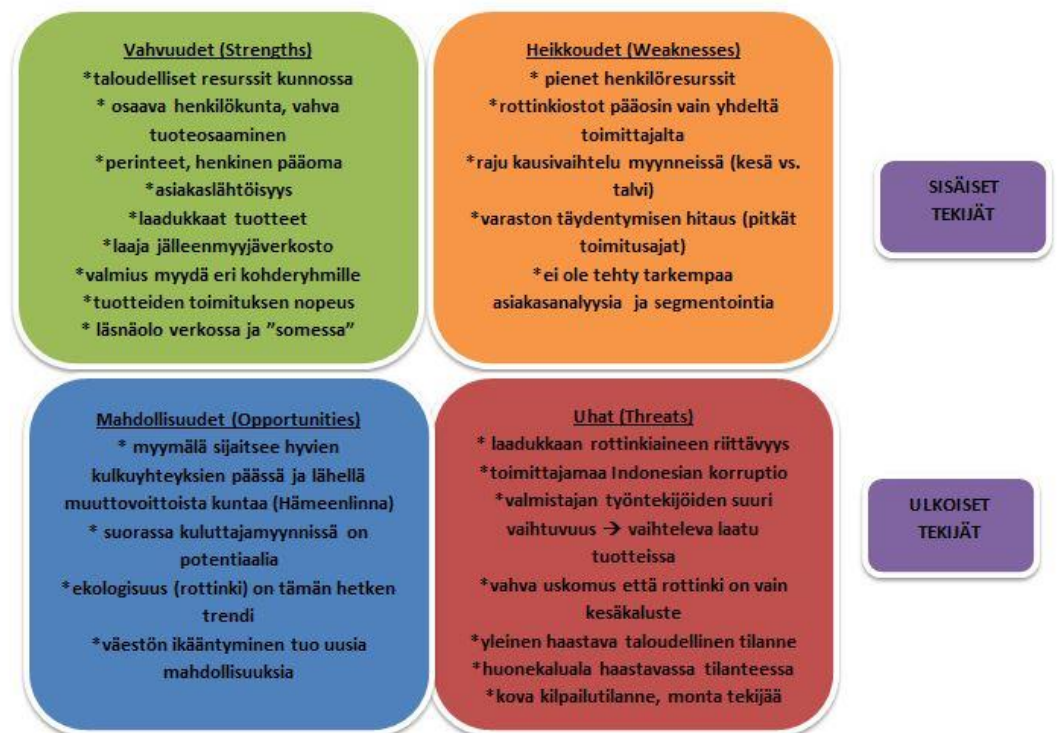 Vahvuudet (Strengths)
*taloudelliset resurssit kunnossa
* osaava henkilökunta, vahva
tuoteosaaminen
*perinteet, henkinen pääoma
*asiakaslähtöisyys
*laadukkaat tuotteet
*laaja jälleenmyyjäverkosto
*valmius myydä eri kohderyhmille
*tuotteiden toimituksen nopeus
* läsnäolo verkossa ja ”somessa”
Heikkoudet (Weaknesses)
* pienet henkilöresurssit
*rottinkiostot pääosin vain yhdeltä
toimittajalta
*raju kausivaihtelu myynneissä (kesä vs.
talvi)
*varaston täydentymisen hitaus (pitkät
toimitusajat)
*ei ole tehty tarkempaa
asiakasanalyysia ja segmentointia
SISÄISET
TEKIJÄT
Mahdollisuudet (Opportunities)
* myymälä sijaitsee hyvien
kulkuyhteyksien päässä ja lähellä
muuttovoittoista kuntaa (Hämeenlinna)
* suorassa kuluttajamyynnissä on
potentiaalia
*ekologisuus (rottinki) on tämän hetken
trendi
*väestön ikääntyminen tuo uusia
mahdollisuuksia
Uhat (Threats)
* laadukkaan rottinkiaineen riittävyys
*toimittajamaa Indonesian korruptio
*valmistajan työntekijöiden suuri
vaihtuvuus → vaihteleva laatu
tuotteissa
*vahva uskomus että rottinki on vain
kesäkaluste
*yleinen haastava taloudellinen tilanne
*huonekaluala haastavassa tilanteessa
*kova kilpailutilanne, monta tekijää
ULKOISET
TEKIJÄT